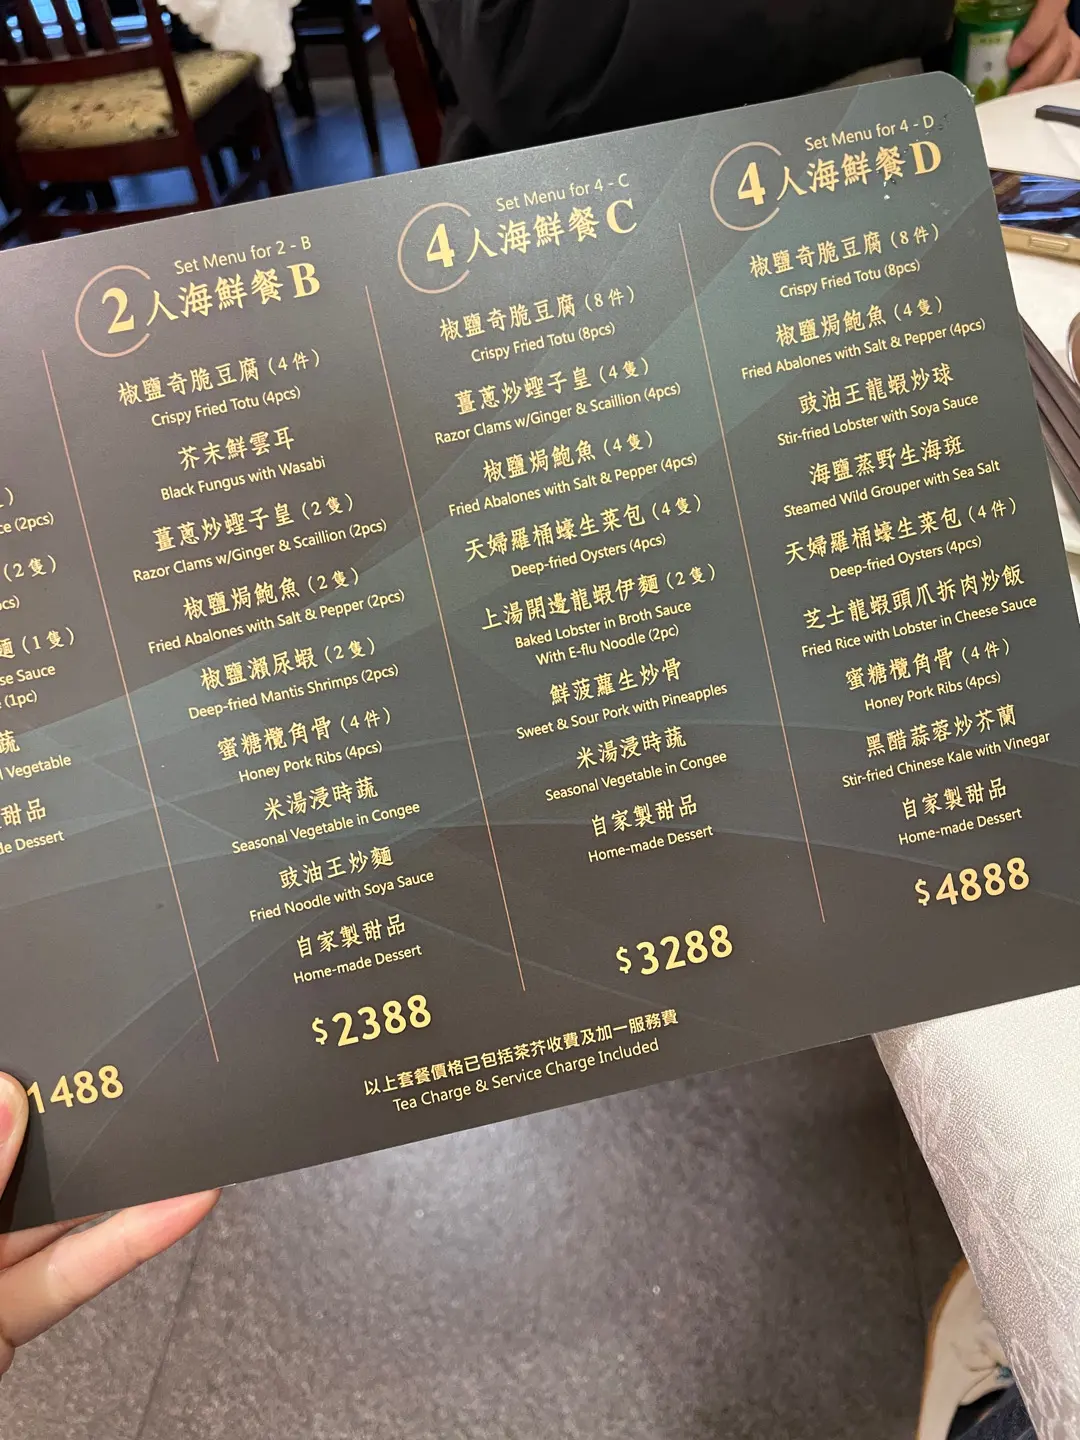 ce (2pcs)
(2隻)
cs)
麵 (1隻)
se Sauce
(1pc)
蔬
l Vegetable
甜品
de Dessert
1488
Set Menu for 2 - B
2人海鮮餐B
椒鹽奇脆豆腐 (4件)
Crispy Fried Totu (4pcs)
芥末鮮雲耳
Black Fungus with Wasabi
薑蔥炒蟶子皇 (2隻)
Razor Clams w/Ginger & Scaillion (2pcs)
椒鹽焗鮑魚 (2隻)
Fried Abalones with Salt & Pepper (2pcs)
椒鹽瀨尿蝦 (2隻)
Deep-fried Mantis Shrimps (2pcs)
蜜糖欖角骨 (4件)
Honey Pork Ribs (4pcs)
米湯浸時蔬
Seasonal Vegetable in Congee
豉油王炒麵
Fried Noodle with Soya Sauce
自家製甜品
Home-made Dessert
$2388
Set Menu for 4 - C
4人海鮮餐C
椒鹽奇脆豆腐 (8件)
Crispy Fried Totu (8pcs)
薑蔥炒蟶子皇 (4隻)
Razor Clams w/Ginger & Scaillion (4pcs)
椒鹽焗鮑魚 (4隻)
Fried Abalones with Salt & Pepper (4pcs)
天婦羅桶蠔生菜包 (4隻)
Deep-fried Oysters (4pcs)
上湯開邊龍蝦伊麵 (2隻)
Baked Lobster in Broth Sauce
With E-flu Noodle (2pc)
鮮菠蘿生炒骨
Sweet & Sour Pork with Pineapples
米湯浸時蔬
Seasonal Vegetable in Congee
自家製甜品
Home-made Dessert
$3288
Set Menu for 4 - D
4人海鮮餐D
椒鹽奇脆豆腐 (8件)
Crispy Fried Totu (8pcs)
椒鹽焗鮑魚 (4隻)
Fried Abalones with Salt & Pepper (4pcs)
豉油王龍蝦炒球
Stir-fried Lobster with Soya Sauce
海鹽蒸野生海斑
Steamed Wild Grouper with Sea Salt
天婦羅桶蠔生菜包 (4件)
Deep-fried Oysters (4pcs)
芝士龍蝦頭爪拆肉炒飯
Fried Rice with Lobster in Cheese Sauce
蜜糖欖角骨 (4件)
Honey Pork Ribs (4pcs)
黑醋蒜蓉炒芥蘭
Stir-fried Chinese Kale with Vinegar
自家製甜品
Home-made Dessert
$4888
以上套餐價格已包括茶芥收費及加一服務費
Tea Charge & Service Charge Included